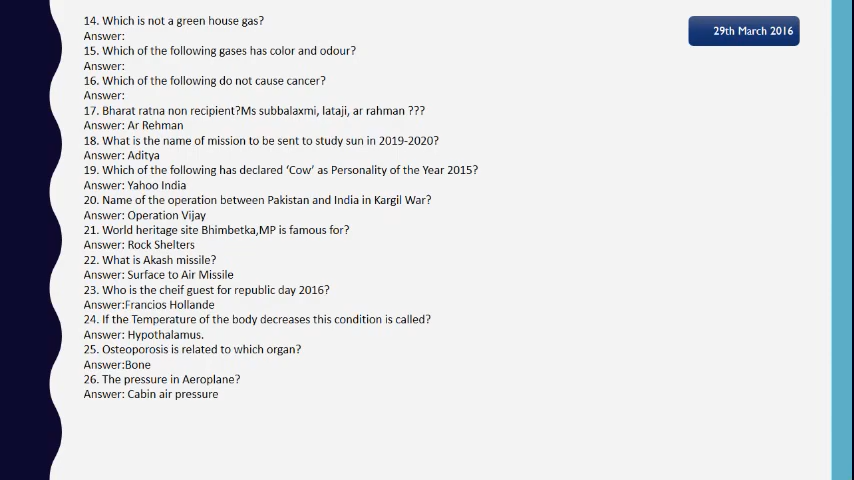 14. Which is not a green house gas?
Answer:
15. Which of the following gases has color and odour?
Answer:
16. Which of the following do not cause cancer?
Answer:
17. Bharat ratna non recipient?Ms subbalaxmi, lataji, ar rahman ???
Answer: Ar Rehman
18. What is the name of mission to be sent to study sun in 2019-2020?
Answer: Aditya
19. Which of the following has declared ‘Cow’ as Personality of the Year 2015?
Answer: Yahoo India
20. Name of the operation between Pakistan and India in Kargil War?
Answer: Operation Vijay
21. World heritage site Bhimbetka,MP is famous for?
Answer: Rock Shelters
22. What is Akash missile?
Answer: Surface to Air Missile
23. Who is the cheif guest for republic day 2016?
Answer:Francios Hollande
24. If the Temperature of the body decreases this condition is called?
Answer: Hypothalamus.
25. Osteoporosis is related to which organ?
Answer:Bone
26. The pressure in Aeroplane?
Answer: Cabin air pressure
29th March 2016